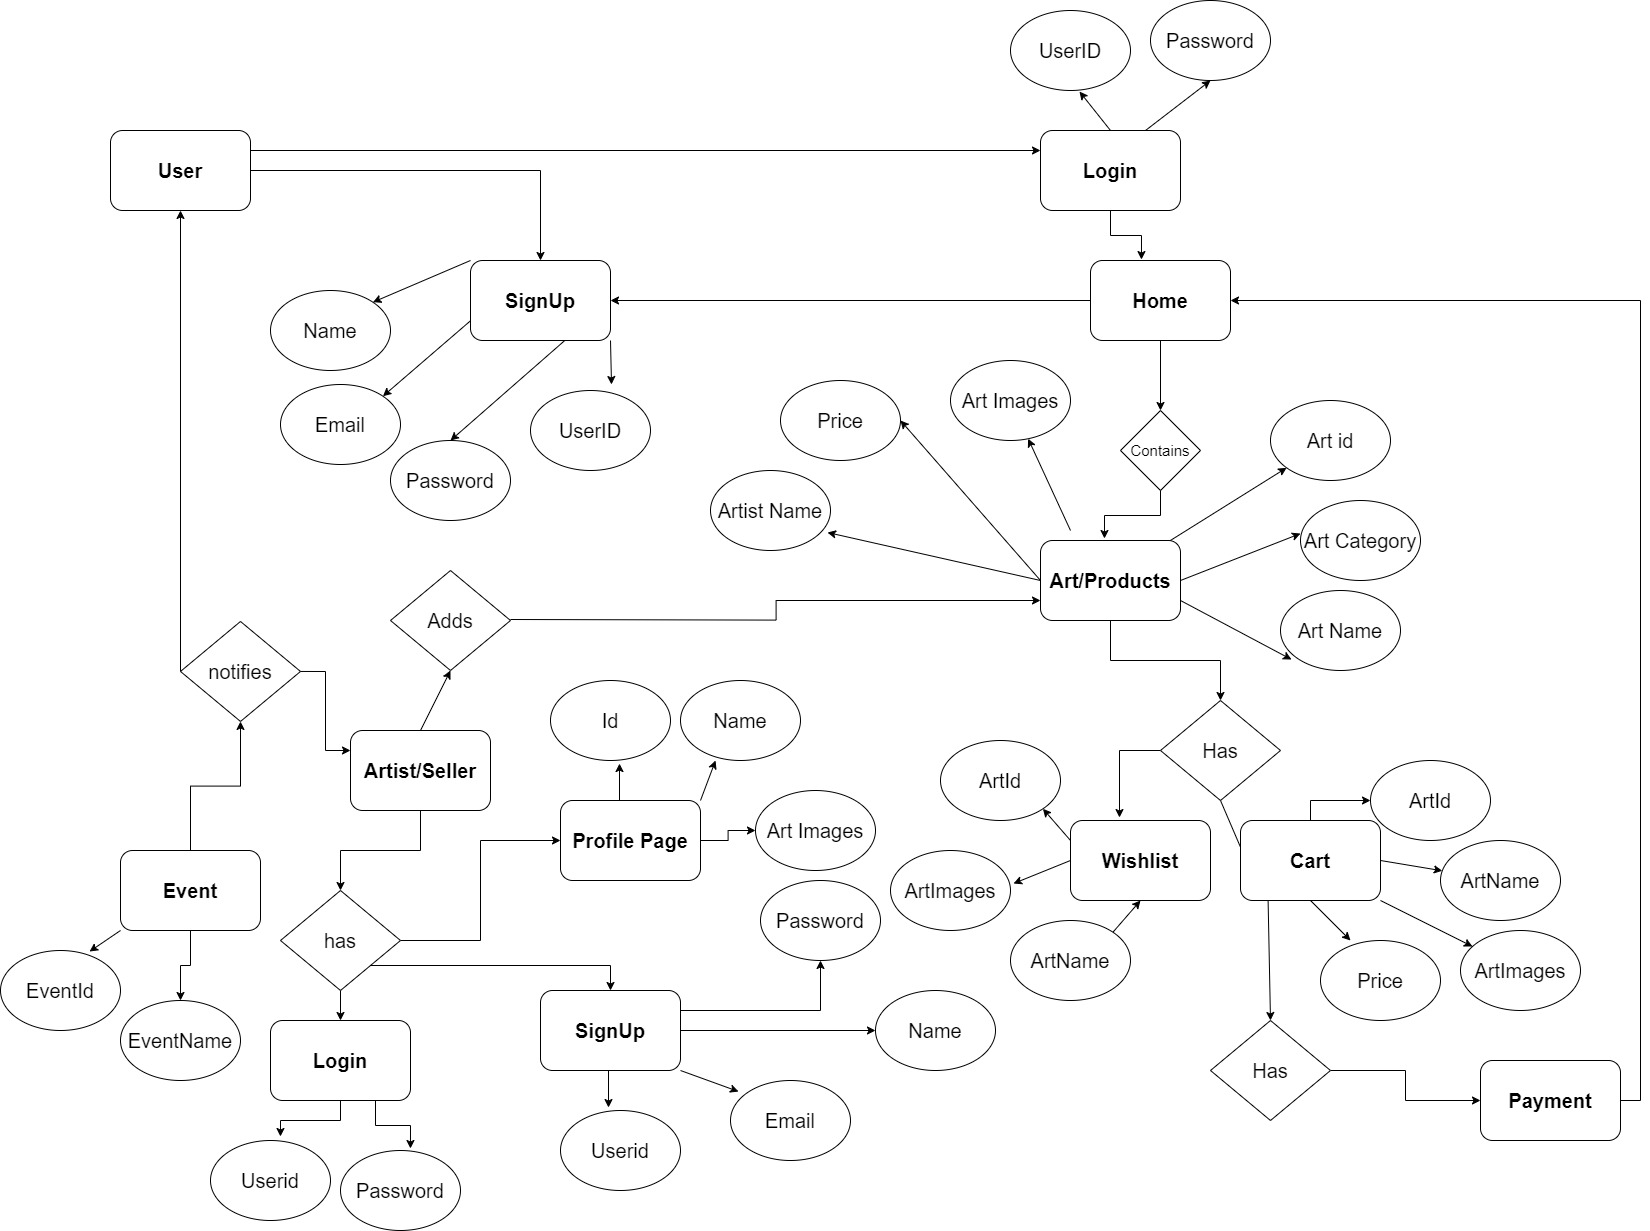 UserID
Password
User
Login
SignUp
Home
Name
Email
Password
UserID
Price
Art Images
Art id
Contains
Artist Name
Art Category
Art/Products
Adds
Art Name
notifies
Id
Name
Has
Artist/Seller
ArtId
ArtId
Profile Page
Art Images
Wishlist
Cart
Event
ArtImages
ArtName
Password
has
ArtName
ArtImages
Price
EventId
EventName
Login
SignUp
Name
Has
Payment
Email
Userid
Userid
Password